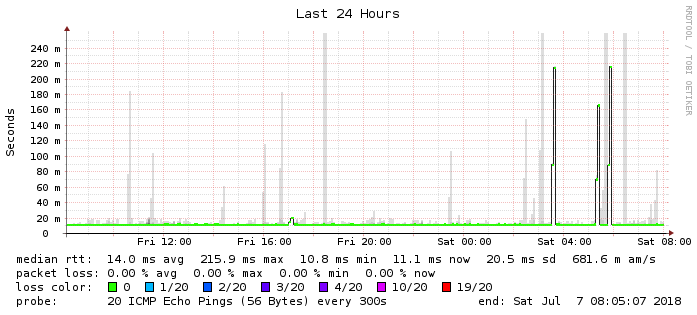 Last 24 Hours
RRDTOOL / TOBI OETIKER
Seconds
240 m
220 m
200 m
180 m
160 m
140 m
120 m
100 m
80 m
60 m
40 m
20 m
0
Fri 12:00 Fri 16:00 Fri 20:00 Sat 00:00 Sat 04:00 Sat 08:00
median rtt: 14.0 ms avg 215.9 ms max 10.8 ms min 11.1 ms now 20.5 ms sd 681.6 m am/s
packet loss: 0.00 % avg 0.00 % max 0.00 % min 0.00 % now
loss color: 0 1/20 2/20 3/20 4/20 10/20 19/20
probe: 20 ICMP Echo Pings (56 Bytes) every 300s end: Sat Jul 7 08:05:07 2018